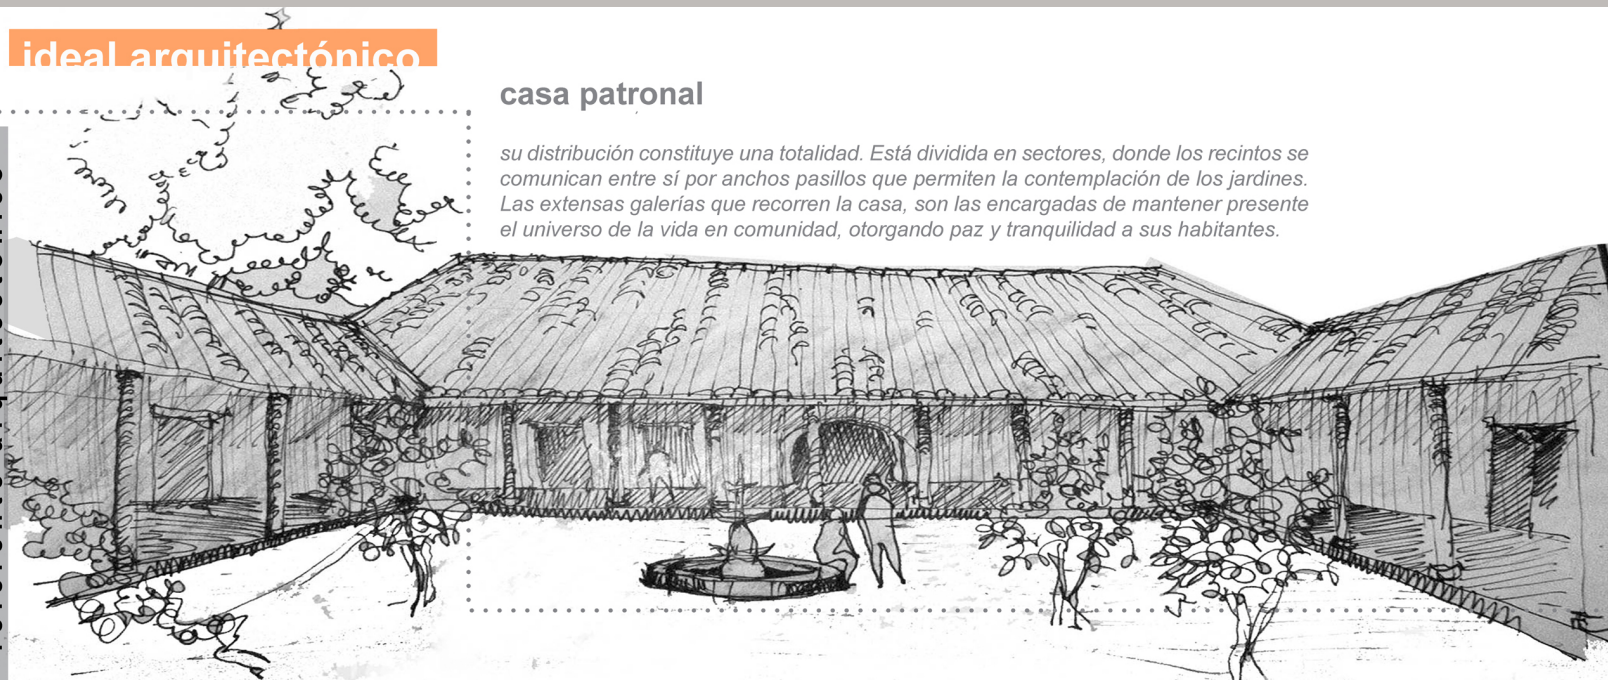 ideal arquitectónico
casa patronal
su distribución constituye una totalidad. Está dividida en sectores, donde los recintos se
comunican entre sí por anchos pasillos que permiten la contemplación de los jardines.
Las extensas galerías que recorren la casa, son las encargadas de mantener presente
el universo de la vida en comunidad, otorgando paz y tranquilidad a sus habitantes.